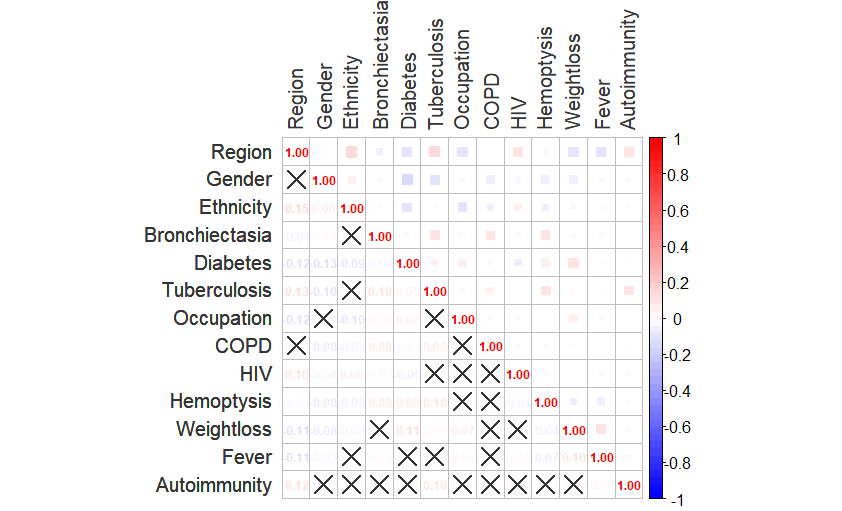 Region Gender Ethnicity Bronchiectasia Diabetes Tuberculosis Occupation COPD HIV Hemoptysis Weightloss Fever Autoimmunity
Region 1.00
Gender 1.00
Ethnicity 0.15 0.06 1.00
Bronchiectasia 1.00
Diabetes -0.12 -0.13 -0.09 1.00
Tuberculosis 0.13 -0.10 0.10 1.00
Occupation -0.12 -0.10 0.07 1.00
COPD -0.08 0.08 0.06 1.00
HIV 0.10 0.06 -0.05 1.00
Hemoptysis -0.08 0.09 0.08 0.10 1.00
Weightloss -0.11 -0.08 0.11 0.07 1.00
Fever -0.11 -0.07 0.10 1.00
Autoimmunity 0.12 0.10 1.00
1
0.8
0.6
0.4
0.2
0
-0.2
-0.4
-0.6
-0.8
-1